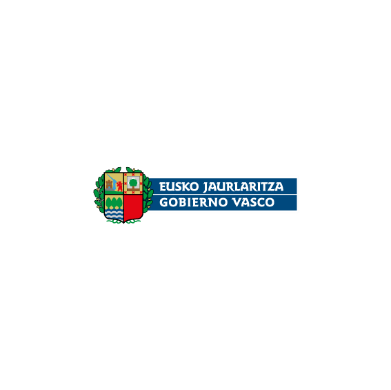 EUSKO JAURLARITZA
GOBIERNO VASCO